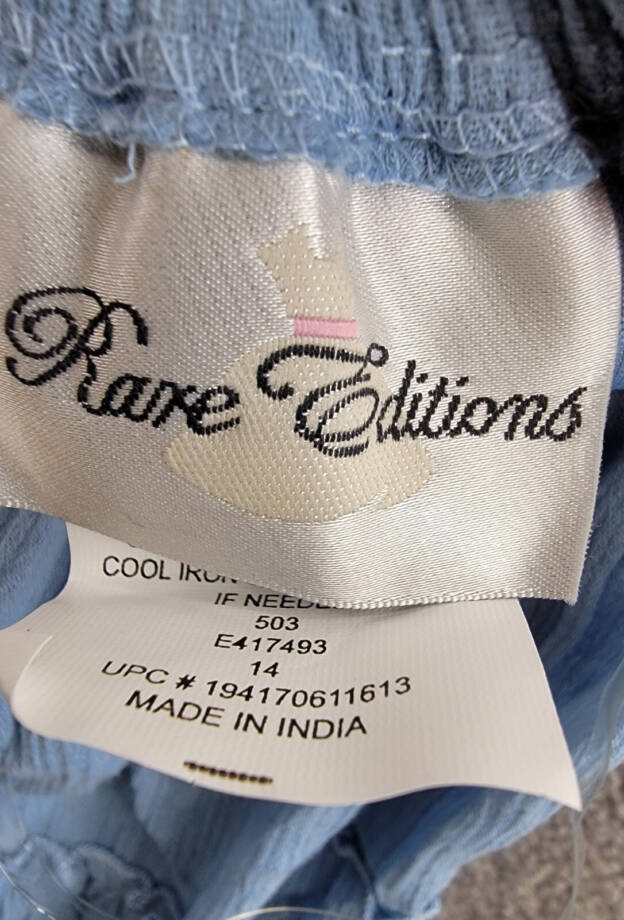 Rare Editions
COOL IRON
IF NEEDED
503
E417493
14
UPC # 194170611613
MADE IN INDIA